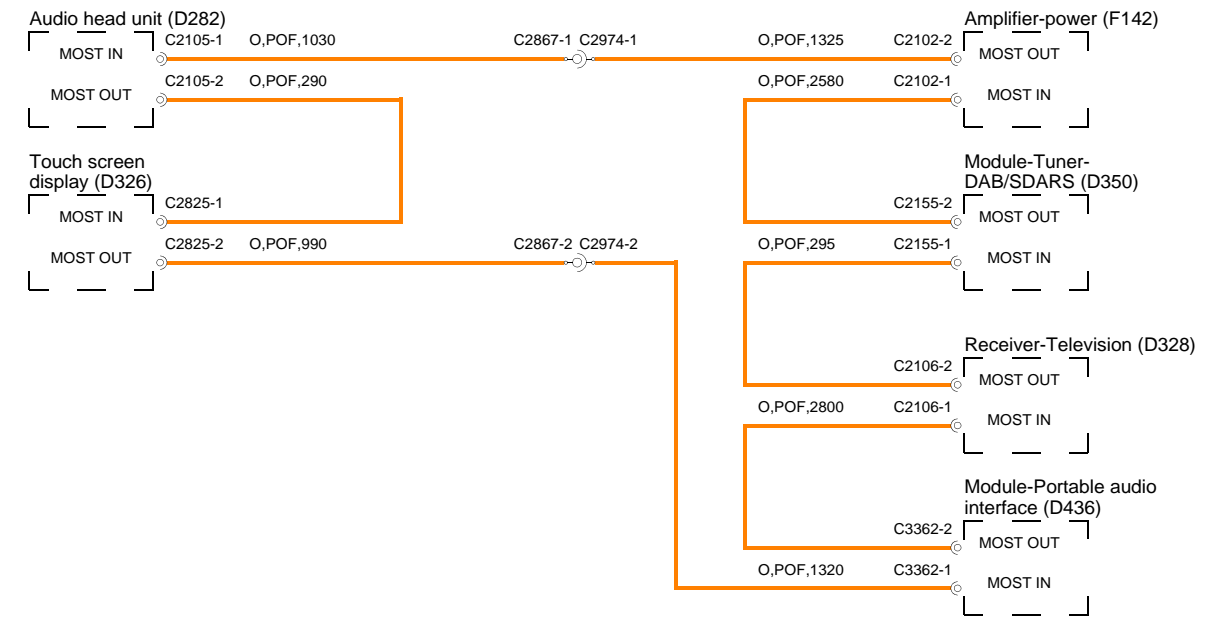 Audio head unit (D282)
Amplifier-power (F142)
MOST IN C2105-1 O,POF,1030 C2867-1 C2974-1 O,POF,1325 C2102-2 MOST OUT
MOST OUT C2105-2 O,POF,290 O,POF,2580 C2102-1 MOST IN
Touch screen
display (D326)
Module-Tuner-
DAB/SDARS (D350)
MOST IN C2825-1 C2155-2 MOST OUT
MOST OUT C2825-2 O,POF,990 C2867-2 C2974-2 O,POF,295 C2155-1 MOST IN
Receiver-Television (D328)
C2106-2 MOST OUT
O,POF,2800 C2106-1 MOST IN
Module-Portable audio
interface (D436)
C3362-2 MOST OUT
O,POF,1320 C3362-1 MOST IN